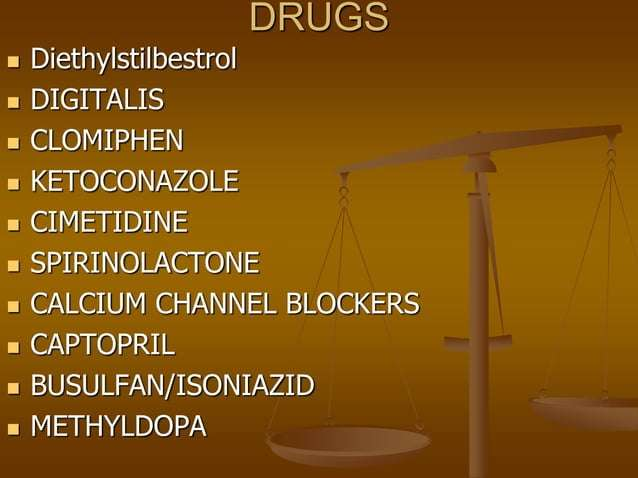 DRUGS
Diethylstilbestrol
DIGITALIS
CLOMIPHEN
KETOCONAZOLE
CIMETIDINE
SPIRINOLACTONE
CALCIUM CHANNEL BLOCKERS
CAPTOPRIL
BUSULFAN/ISONIAZID
METHYLDOPA